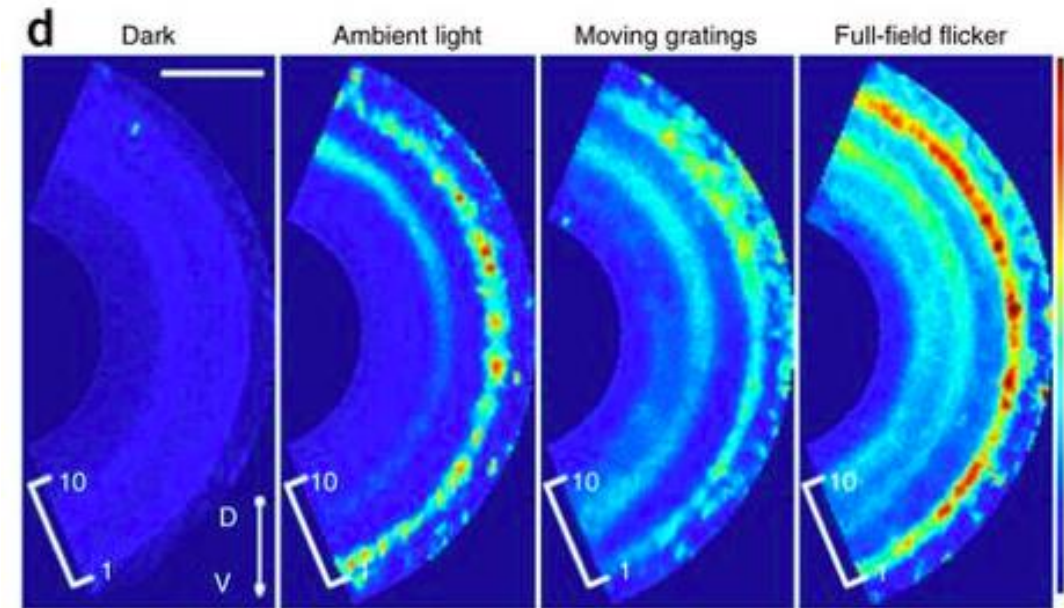 d
Dark
Ambient light
Moving gratings
Full-field flicker
10
10
10
10
D
V
1
1
1
1